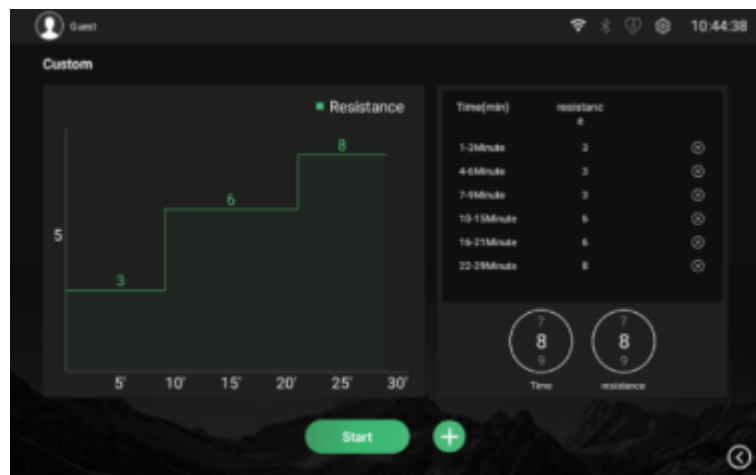 Guest
10:44:38
Custom
Resistance
8
6
5
3
5' 10' 15' 20' 25' 30'
Time(min) resistanc
e
1-3Minute 3
4-6Minute 3
7-9Minute 3
10-15Minute 6
16-21Minute 6
22-29Minute 8
7 7
8 8
9 9
Time resistance
Start